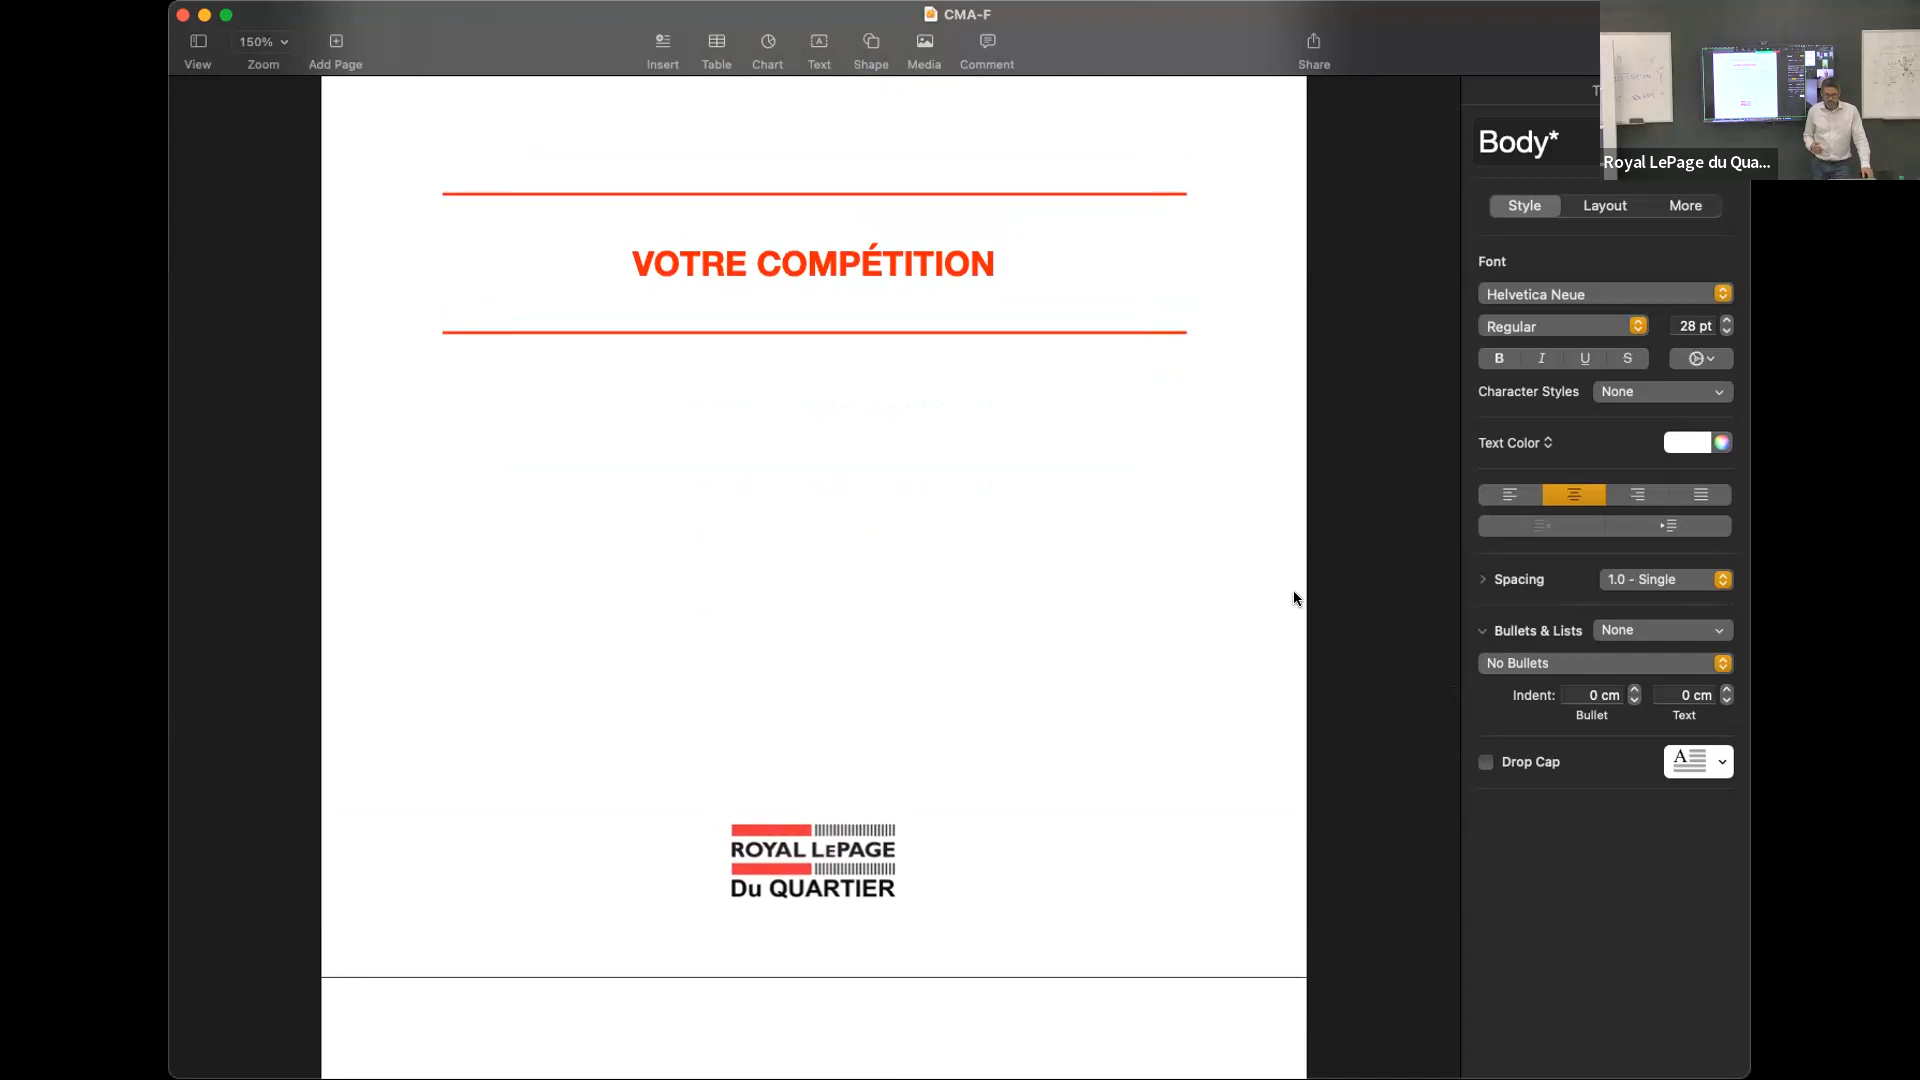 CMA-F
View
150%
Zoom
Add Page
Insert
Table
Chart
Text
Shape
Media
Comment
Share
Body*
Royal LePage du Qua...
Style
Layout
More
VOTRE COMPÉTITION
Font
Helvetica Neue
Regular
28 pt
B I U S
Character Styles
None
Text Color
Spacing
1.0 - Single
Bullets & Lists
None
No Bullets
Indent:
0 cm
0 cm
Bullet
Text
Drop Cap
A
ROYAL LEPAGE
Du QUARTIER